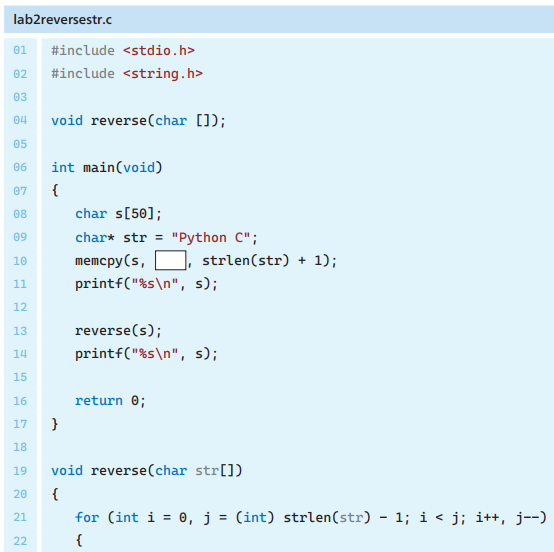 lab2reversestr.c
01 #include <stdio.h>
02 #include <string.h>
03
04 void reverse(char []);
05
06 int main(void)
07 {
08    char s[50];
09    char* str = "Python C";
10    memcpy(s,     , strlen(str) + 1);
11    printf("%s\n", s);
12
13    reverse(s);
14    printf("%s\n", s);
15
16    return 0;
17 }
18
19 void reverse(char str[])
20 {
21    for (int i = 0, j = (int) strlen(str) - 1; i < j; i++, j--)
22    {